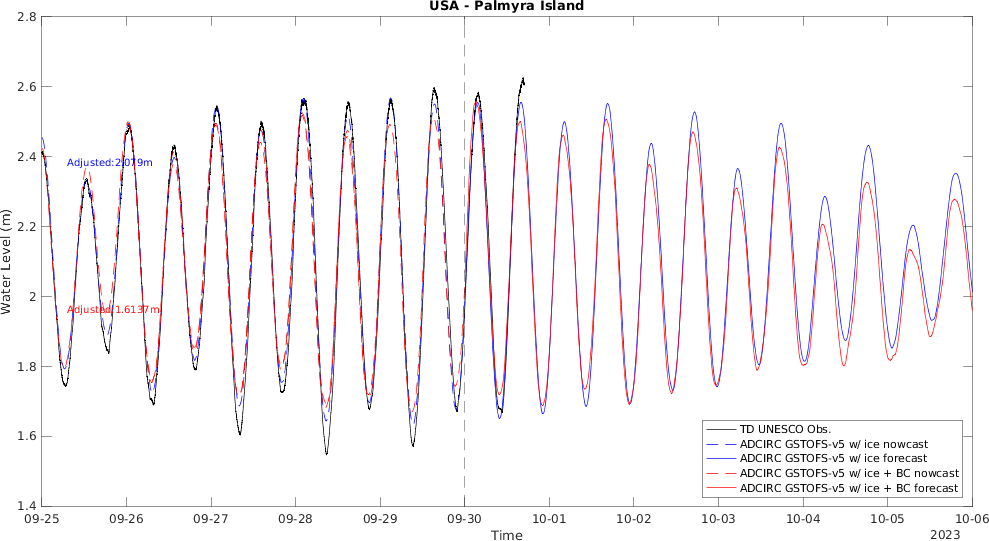 USA - Palmyra Island
Water Level (m)
2.8
2.6
2.4
2.2
2
1.8
1.6
1.4
Adjusted:2.079m
Adjusted:1.6137m
TD UNESCO Obs.
ADCIRC GSTOFS-v5 w/ ice nowcast
ADCIRC GSTOFS-v5 w/ ice forecast
ADCIRC GSTOFS-v5 w/ ice + BC nowcast
ADCIRC GSTOFS-v5 w/ ice + BC forecast
09-25 09-26 09-27 09-28 09-29 09-30 10-01 10-02 10-03 10-04 10-05 10-06
Time
2023